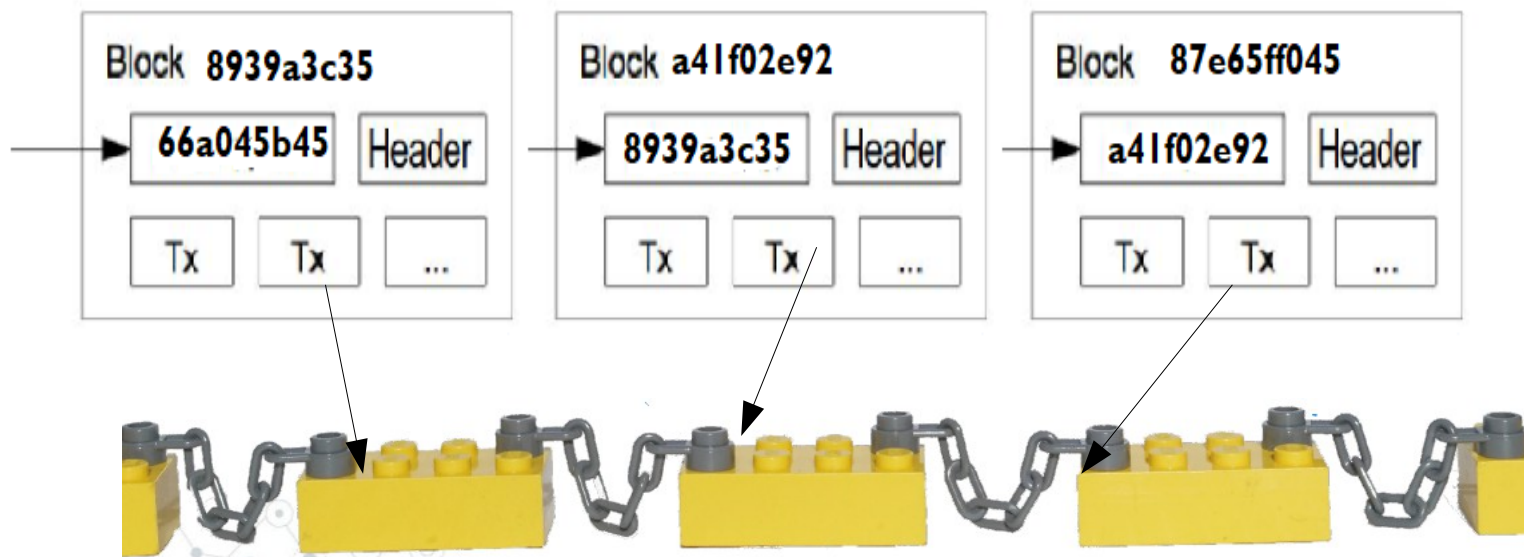 Block 8939a3c35
66a045b45 Header
Tx Tx ...
Block a41f02e92
8939a3c35 Header
Tx Tx ...
Block 87e65ff045
a41f02e92 Header
Tx Tx ...